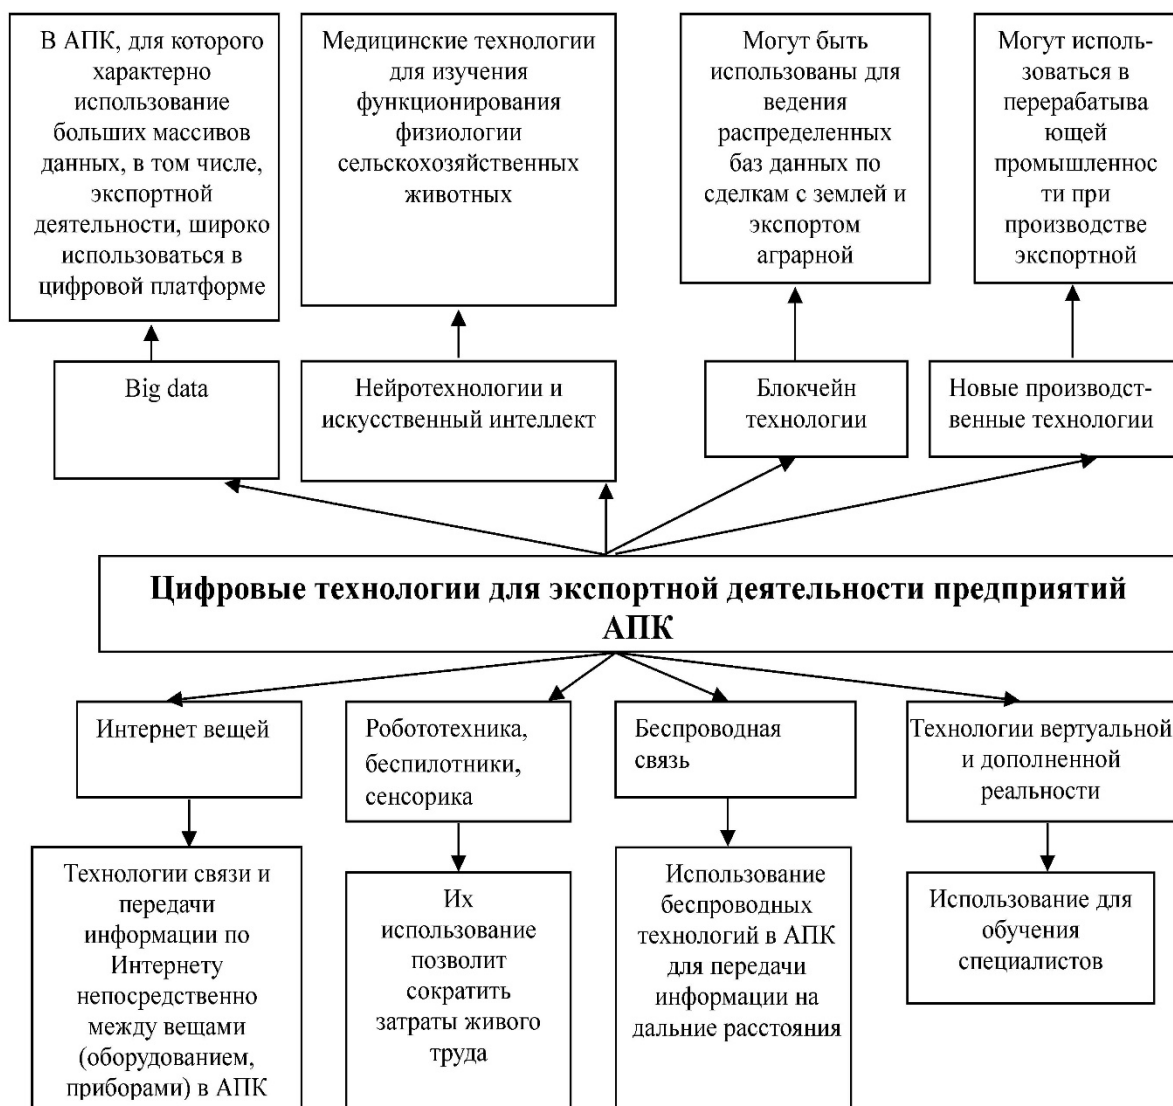 В АПК, для которого
характерно
использование
больших массивов
данных, в том числе,
экспортной
деятельности, широко
использоваться в
цифровой платформе
Медицинские технологии
для изучения
функционирования
физиологии
сельскохозяйственных
животных
Могут быть
использованы для
ведения
распределенных
баз данных по
сделкам с землей и
экспортом
аграрной
Могут исполь-
зоваться в
перерабатыва
ющей
промышленнос
ти при
производстве
экспортной
Big data
Нейротехнологии и
искусственный интеллект
Блокчейн
технологии
Новые производст-
венные технологии
Цифровые технологии для экспортной деятельности предприятий
АПК
Интернет вещей
Робототехника,
беспилотники,
сенсорика
Беспроводная
связь
Технологии вертуальной
и дополненной
реальности
Технологии связи и
передачи
информации по
Интернету
непосредственно
между вещами
(оборудованием,
приборами) в АПК
Их
использование
позволит
сократить
затраты живого
труда
Использование
беспроводных
технологий в АПК
для передачи
информации на
дальние расстояния
Использование для
обучения
специалистов